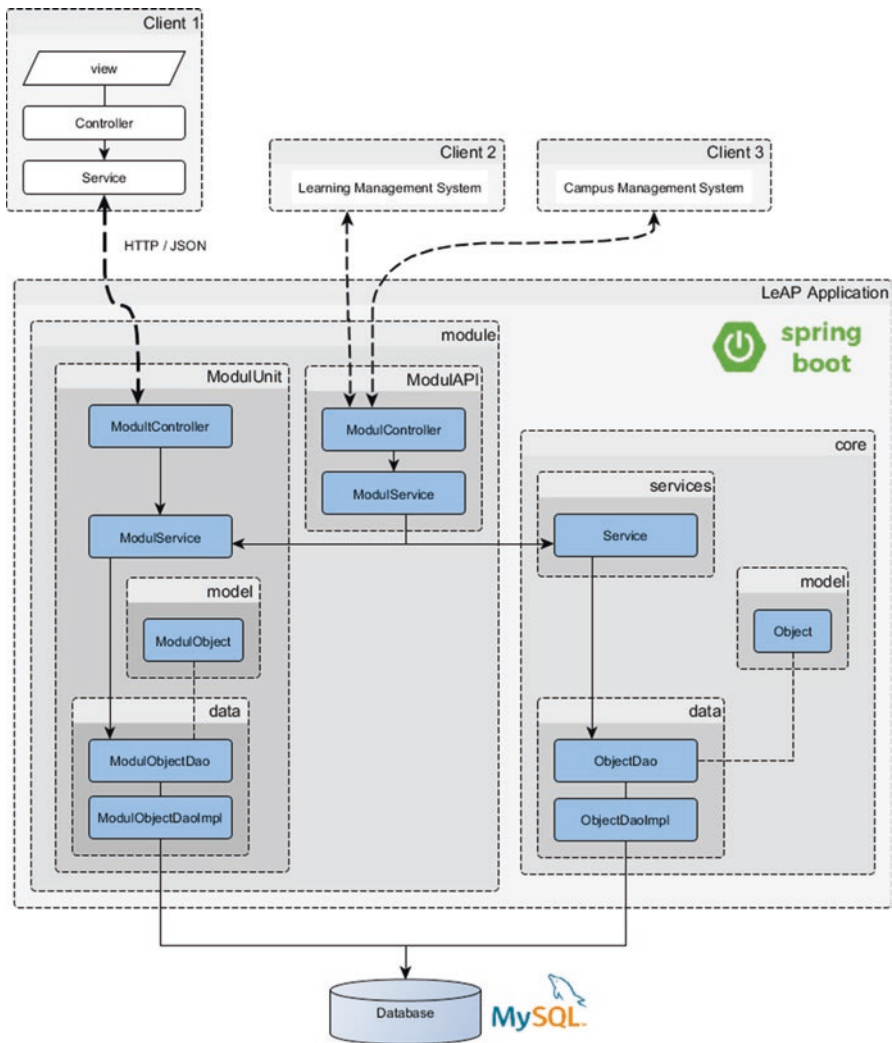 Client 1
view
Controller
Service
Client 2
Learning Management System
Client 3
Campus Management System
HTTP / JSON
LeAP Application
spring
boot
module
ModulUnit
ModultController
ModulService
model
ModulObject
data
ModulObjectDao
ModulObjectDaoImpl
ModulAPI
ModulController
ModulService
core
services
Service
model
Object
data
ObjectDao
ObjectDaoImpl
Database
MySQL™